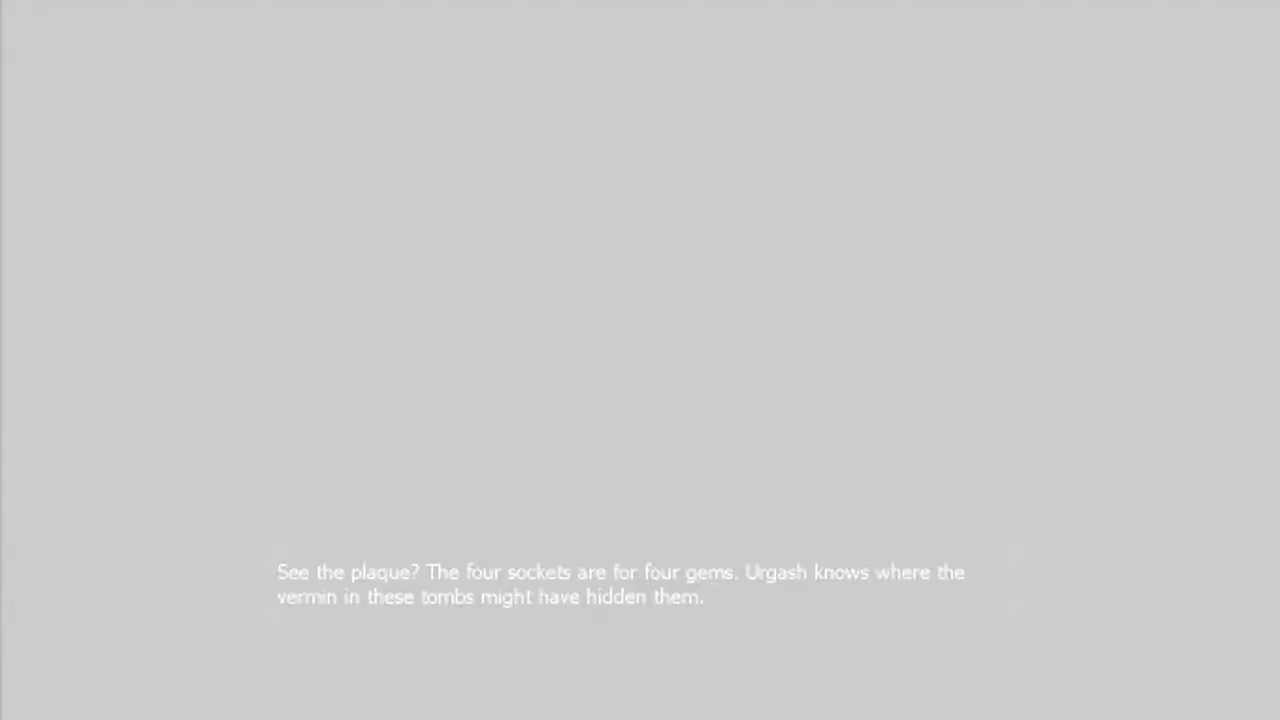 See the plaque? The four sockets are for four gems. Urgash knows where the
vermin in these tombs might have hidden them.